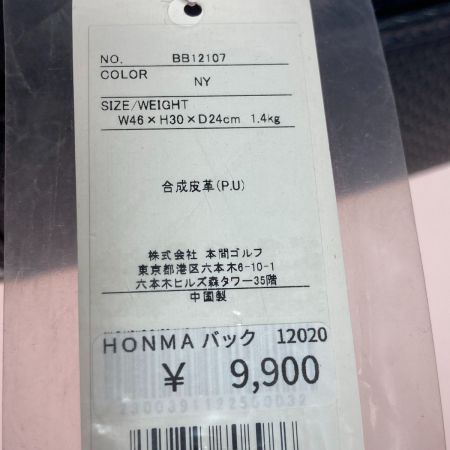 NO. BB12107
COLOR NY
SIZE/WEIGHT
W46×H30×D24cm 1.4kg
合成皮革(P.U)
株式会社 本間ゴルフ
東京都港区六本木6-10-1
六本木ヒルズ森タワー35階
中国製
HONMA バック 12020
¥ 9,900